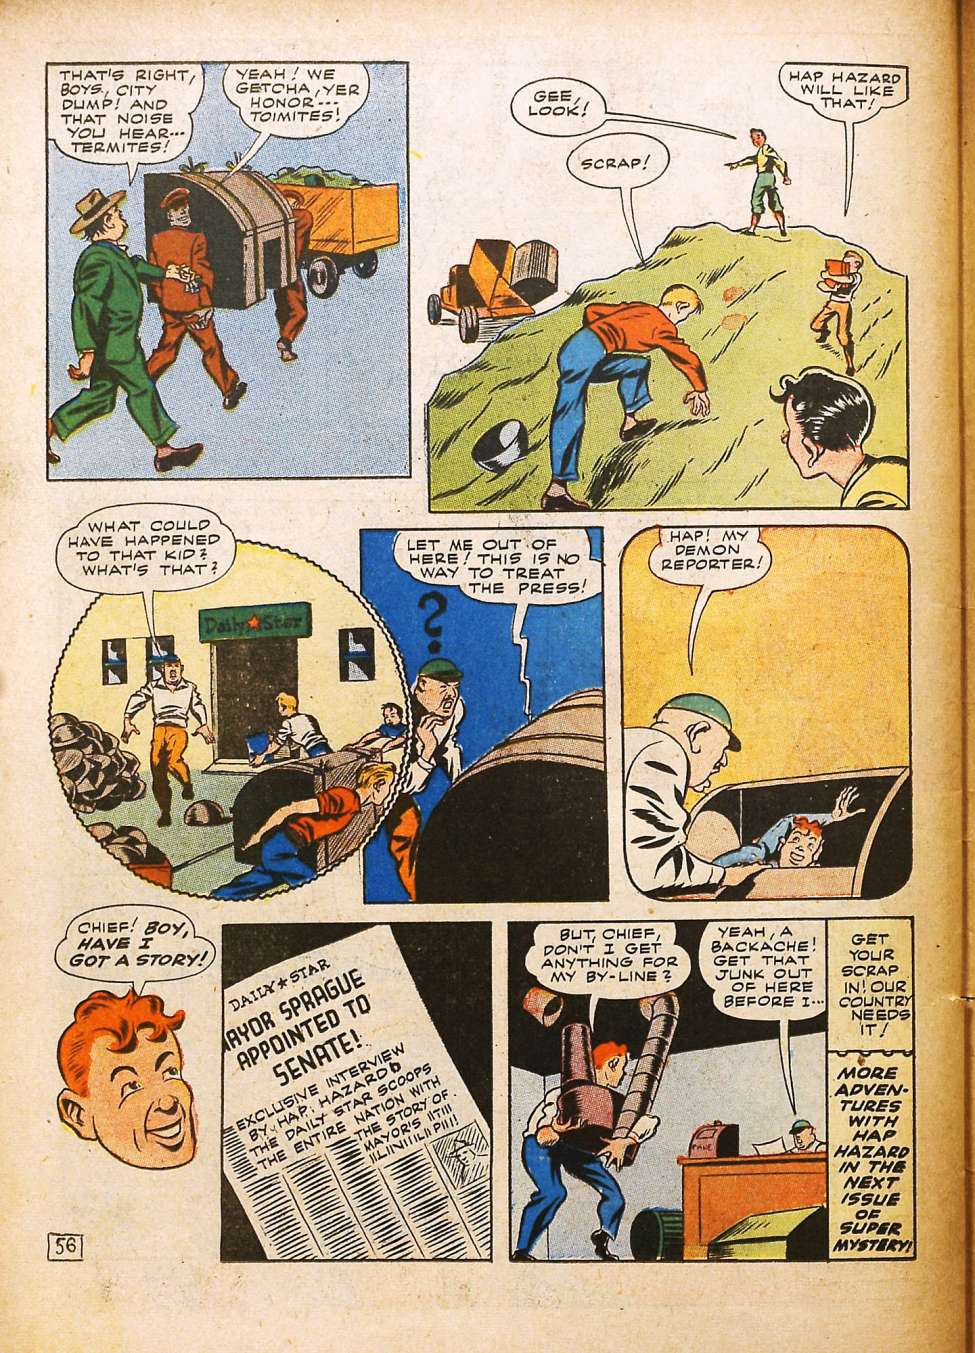 THAT'S RIGHT,
BOYS, CITY
DUMP! AND
THAT NOISE
YOU HEAR---
TERMITES!
YEAH! WE
GETCHA, YER
HONOR---
TOIMITES!
GEE,
LOOK!
SCRAP!
HAP HAZARD
WILL LIKE
THAT!
WHAT COULD
HAVE HAPPENED
TO THAT KID?
WHAT'S THAT?
Daily ★ Star
LET ME OUT OF
HERE! THIS IS NO
WAY TO TREAT
THE PRESS!
?
HAP! MY
DEMON
REPORTER!
CHIEF! BOY,
HAVE I
GOT A STORY!
DAILY ★ STAR
MAYOR SPRAGUE
APPOINTED TO
SENATE!
EXCLUSIVE INTERVIEW
BY HAP HAZARD
THE DAILY STAR SCOOPS
THE ENTIRE NATION WITH
THE STORY OF
MAYOR'S
BUT, CHIEF,
DON'T I GET
ANYTHING FOR
MY BY-LINE?
YEAH, A
BACKACHE!
GET THAT
JUNK OUT
OF HERE
BEFORE I---
GET
YOUR
SCRAP
IN! OUR
COUNTRY
NEEDS
IT!
MORE
ADVEN-
TURES
WITH
HAP
HAZARD
IN THE
NEXT
ISSUE
OF
SUPER
MYSTERY!
56